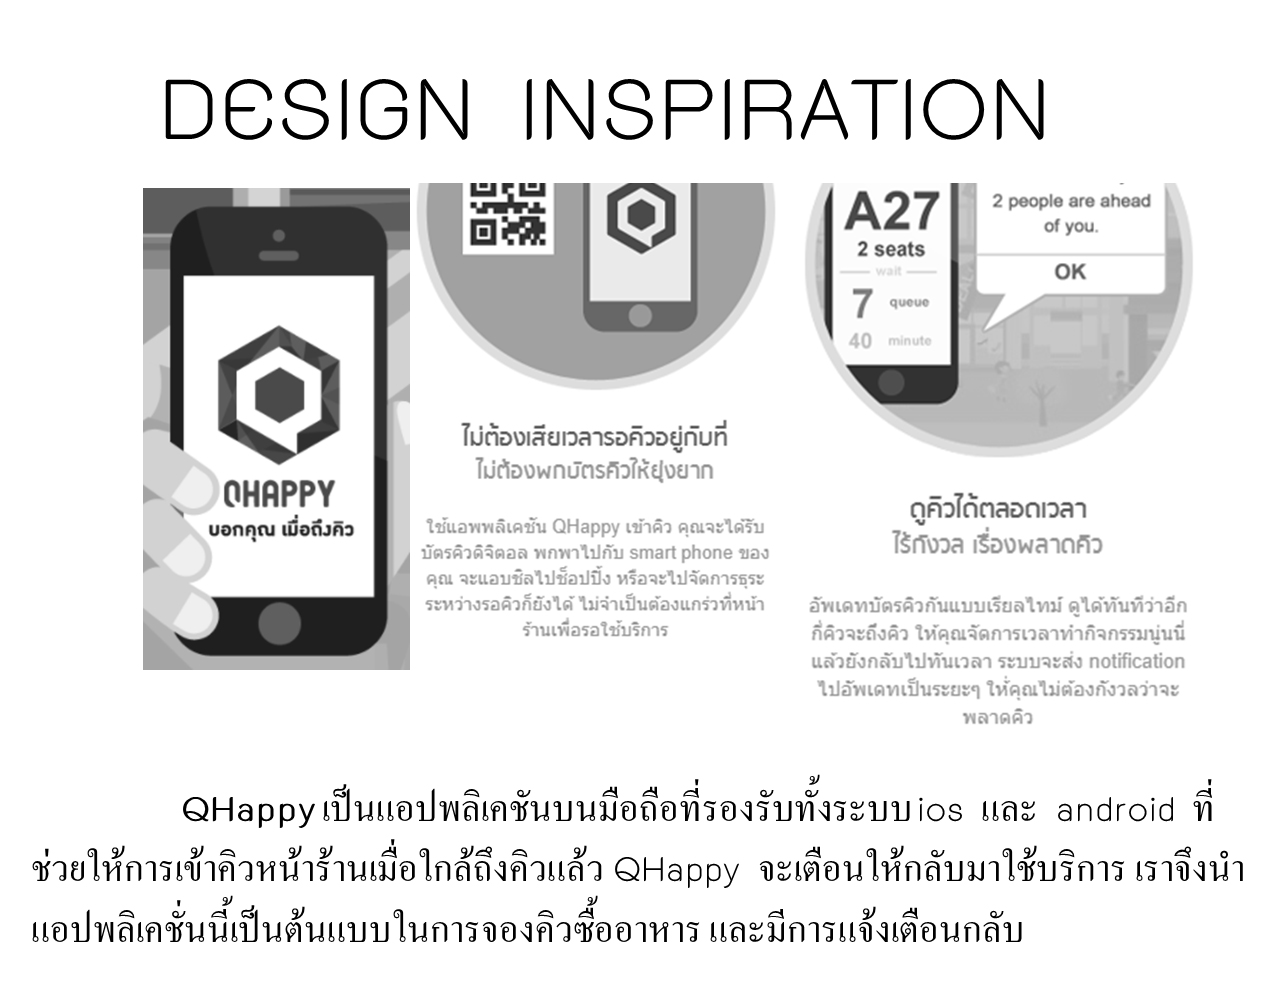 DESIGN INSPIRATION
QHAPPY
บอกคุณ เมื่อถึงคิว
ไม่ต้องเสียเวลารอคิวอยู่กับที่
ไม่ต้องพกบัตรคิวให้ยุ่งยาก
ใช้แอพพลิเคชัน QHappy เข้าคิว คุณจะได้รับ
บัตรคิวดิจิตอล พกพาไปกับ smart phone ของ
คุณ จะแอบชิลไปช็อปปิ้ง หรือจะไปจัดการธุระ
ระหว่างรอคิวก็ยังได้ ไม่จำเป็นต้องแกร่วที่หน้า
ร้านเพื่อรอใช้บริการ
A27
2 seats
wait
7 queue
40 minute
2 people are ahead
of you.
OK
ดูคิวได้ตลอดเวลา
ไร้กังวล เรื่องพลาดคิว
อัพเดทบัตรคิวกันแบบเรียลไทม์ ดูได้ทันทีว่าอีก
กี่คิวจะถึงคิว ให้คุณจัดการเวลาทำกิจกรรมนู่นนี่
แล้วยังกลับไปทันเวลา ระบบจะส่ง notification
ไปอัพเดทเป็นระยะๆ ให้คุณไม่ต้องกังวลว่าจะ
พลาดคิว
QHappy เป็นแอปพลิเคชันบนมือถือที่รองรับทั้งระบบ ios และ android ที่
ช่วยให้การเข้าคิวหน้าร้านเมื่อใกล้ถึงคิวแล้ว QHappy จะเตือนให้กลับมาใช้บริการ เราจึงนำ
แอปพลิเคชั่นนี้เป็นต้นแบบในการจองคิวซื้ออาหาร และมีการแจ้งเตือนกลับ